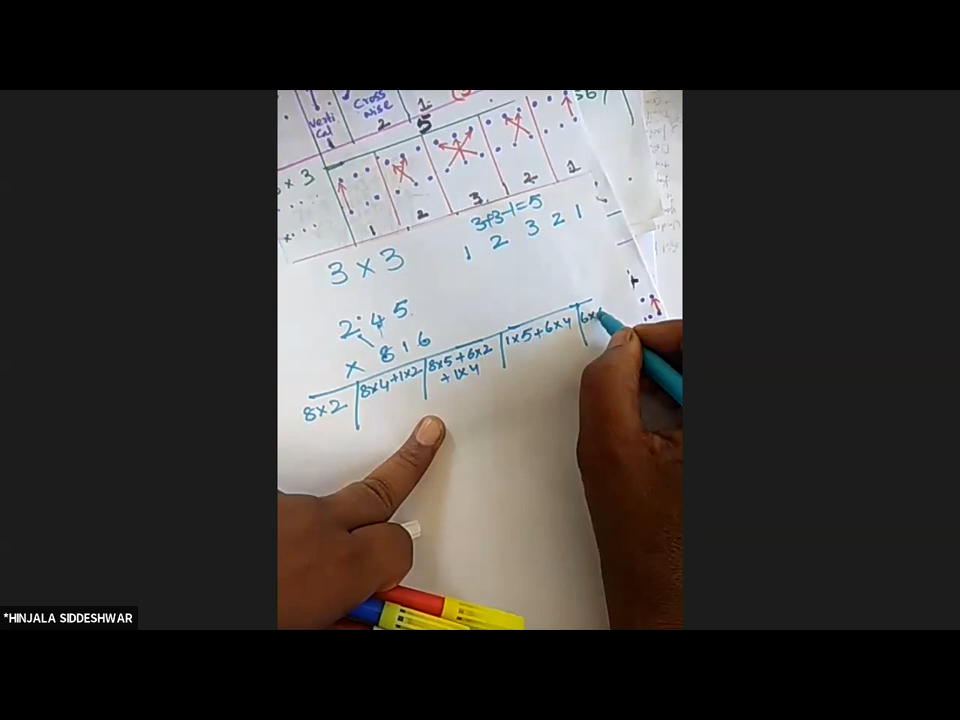 Cross
verti wise
cal 2 1
1 5
× 3
1 2 3 2 1
3+3-1=5
3 × 3 1 2 3 2 1
2 4 5
× 8 1 6
8×2 8×4+1×2 8×5+6×2 1×5+6×4
+1×4
*HINJALA SIDDESHWAR